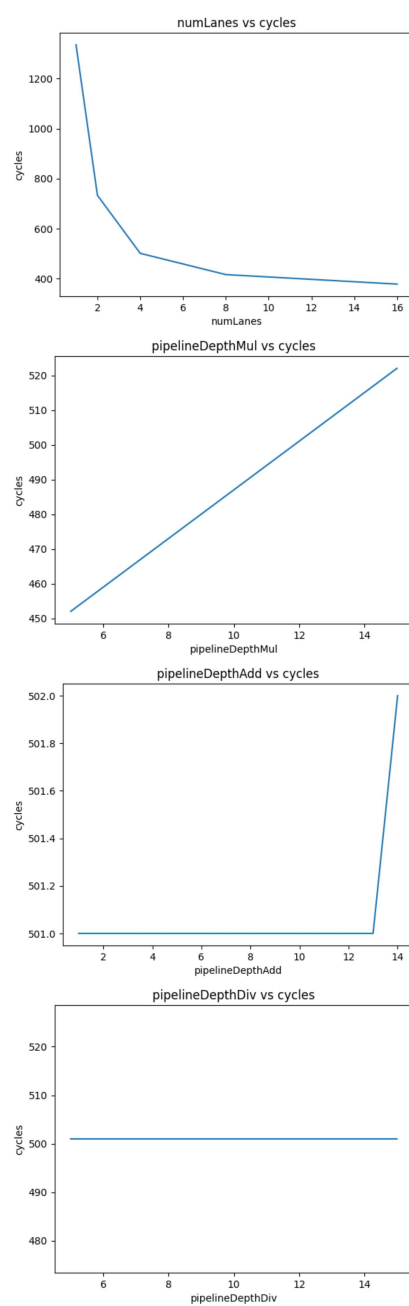 numLanes vs cycles
1200
1000
800
600
400
cycles
2 4 6 8 10 12 14 16
numLanes
pipelineDepthMul vs cycles
520
510
500
490
480
470
460
450
cycles
6 8 10 12 14
pipelineDepthMul
pipelineDepthAdd vs cycles
502.0
501.8
501.6
501.4
501.2
501.0
cycles
2 4 6 8 10 12 14
pipelineDepthAdd
pipelineDepthDiv vs cycles
520
510
500
490
480
cycles
6 8 10 12 14
pipelineDepthDiv